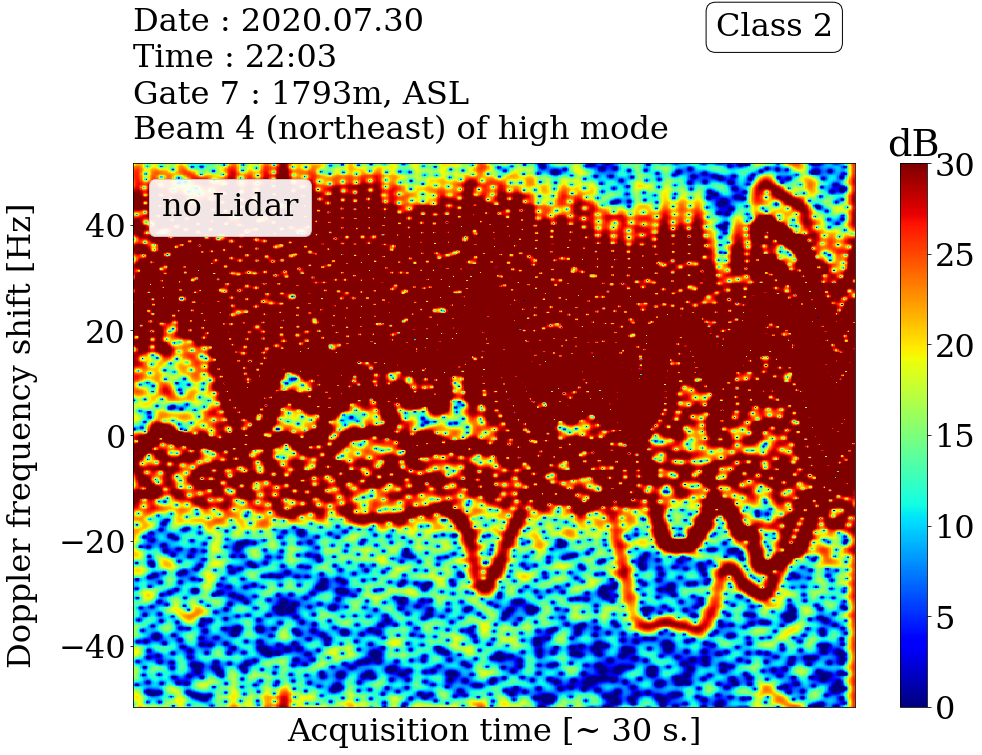 Date : 2020.07.30
Time : 22:03
Gate 7 : 1793m, ASL
Beam 4 (northeast) of high mode
Class 2
no Lidar
Doppler frequency shift [Hz]
40
20
0
−20
−40
Acquisition time [~ 30 s.]
dB
30
25
20
15
10
5
0